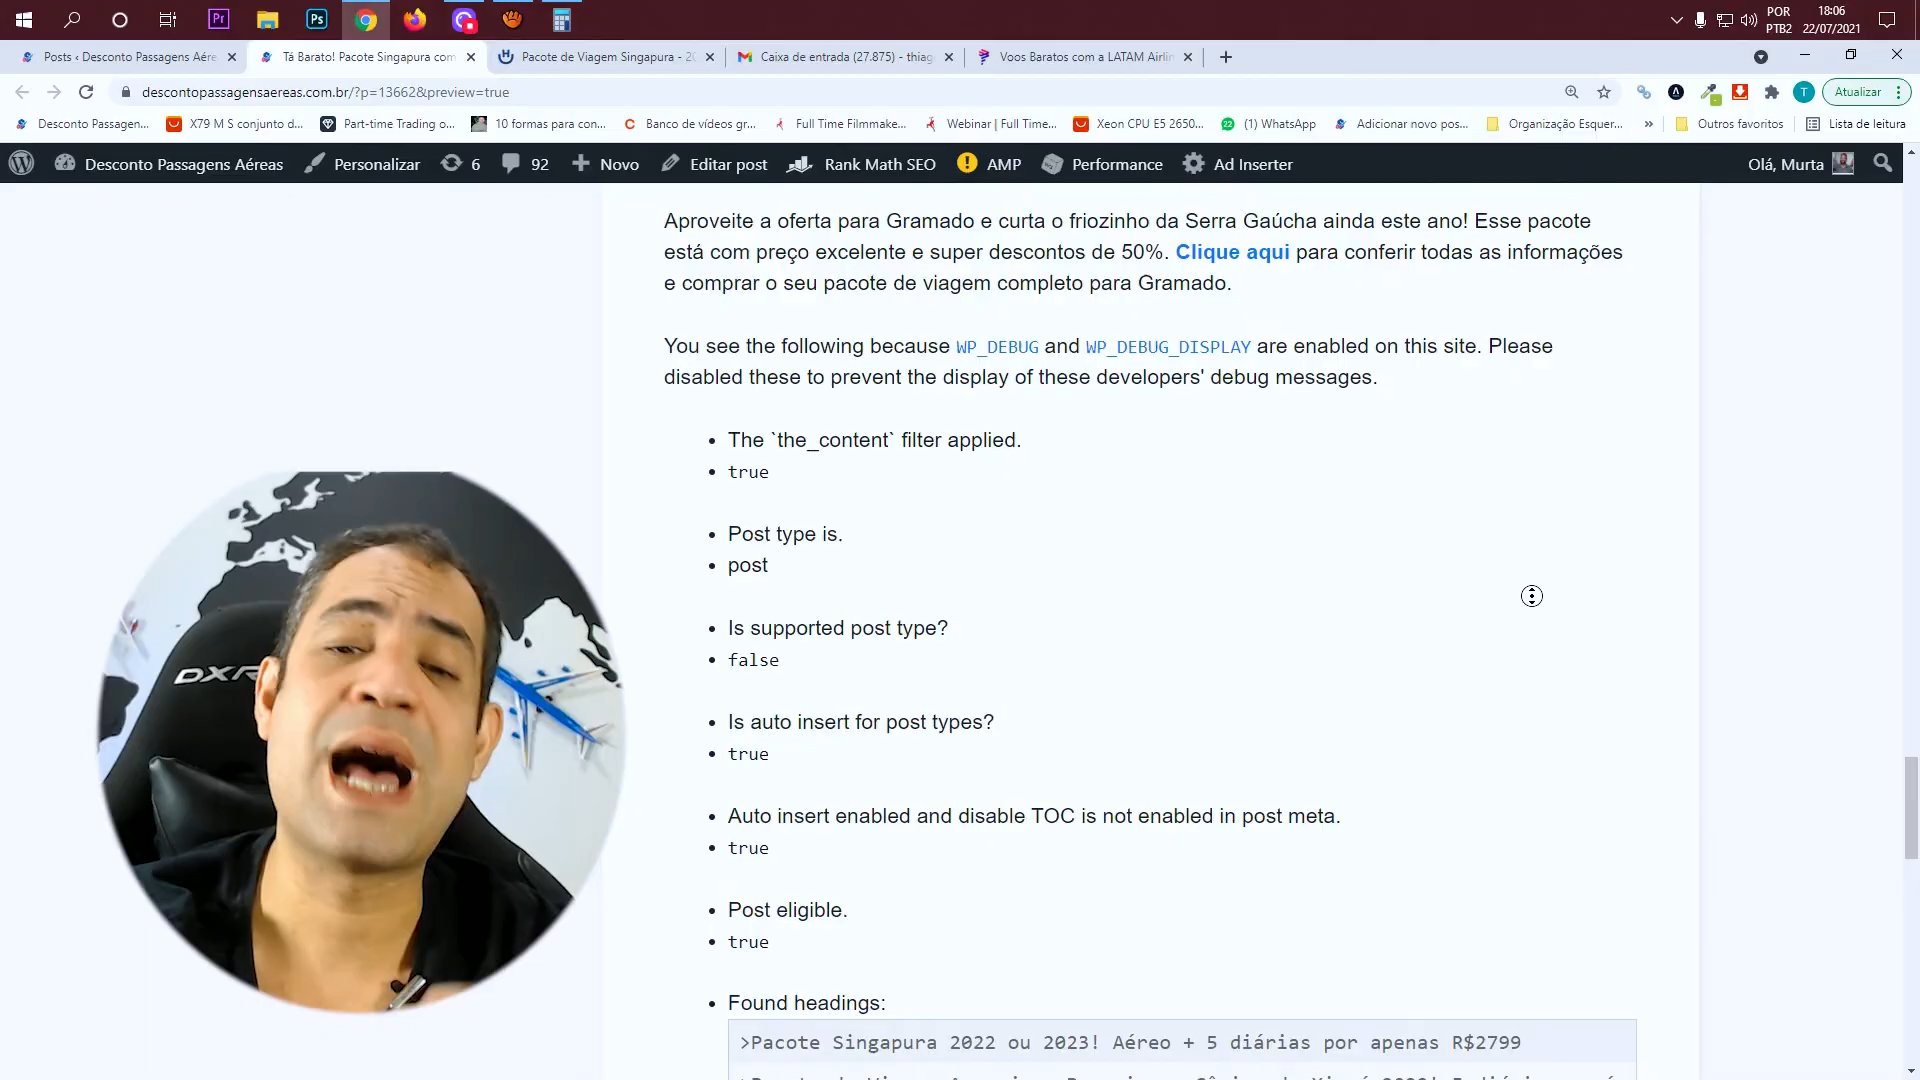 POR
PTB2
18:06
22/07/2021
Posts ‹ Desconto Passagens Aére
Tá Barato! Pacote Singapura com
Pacote de Viagem Singapura - 20
Caixa de entrada (27.875) - thiag
Voos Baratos com a LATAM Airlin
descontopassagensaereas.com.br/?p=13662&preview=true
T
Atualizar
Desconto Passagen...
X79 M S conjunto d...
Part-time Trading o...
10 formas para con...
Banco de vídeos gr...
Full Time Filmmake...
Webinar | Full Time...
Xeon CPU E5 2650...
(1) WhatsApp
Adicionar novo pos...
Organização Esquer...
»
Outros favoritos
Lista de leitura
Desconto Passagens Aéreas
Personalizar
6
92
Novo
Editar post
Rank Math SEO
AMP
Performance
Ad Inserter
Olá, Murta
Aproveite a oferta para Gramado e curta o friozinho da Serra Gaúcha ainda este ano! Esse pacote
está com preço excelente e super descontos de 50%. Clique aqui para conferir todas as informações
e comprar o seu pacote de viagem completo para Gramado.
You see the following because WP_DEBUG and WP_DEBUG_DISPLAY are enabled on this site. Please
disabled these to prevent the display of these developers' debug messages.
• The `the_content` filter applied.
• true
• Post type is.
• post
• Is supported post type?
• false
• Is auto insert for post types?
• true
• Auto insert enabled and disable TOC is not enabled in post meta.
• true
• Post eligible.
• true
• Found headings:
>Pacote Singapura 2022 ou 2023! Aéreo + 5 diárias por apenas R$2799
DXR